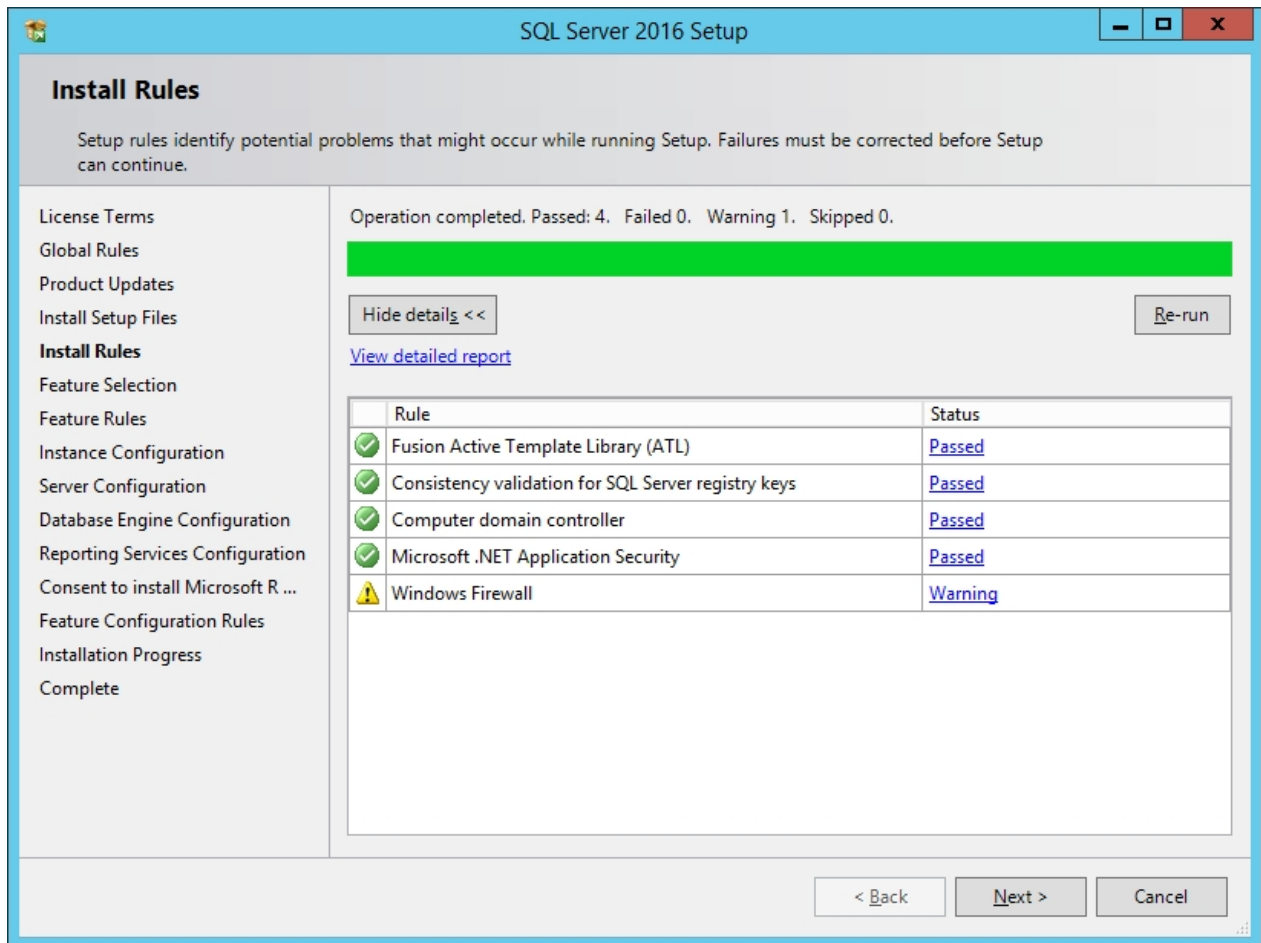 SQL Server 2016 Setup
Install Rules
Setup rules identify potential problems that might occur while running Setup. Failures must be corrected before Setup
can continue.
License Terms
Global Rules
Product Updates
Install Setup Files
Install Rules
Feature Selection
Feature Rules
Instance Configuration
Server Configuration
Database Engine Configuration
Reporting Services Configuration
Consent to install Microsoft R ...
Feature Configuration Rules
Installation Progress
Complete
Operation completed. Passed: 4. Failed 0. Warning 1. Skipped 0.
Hide details << Re-run
View detailed report
Rule Status
Fusion Active Template Library (ATL) Passed
Consistency validation for SQL Server registry keys Passed
Computer domain controller Passed
Microsoft .NET Application Security Passed
Windows Firewall Warning
< Back Next > Cancel